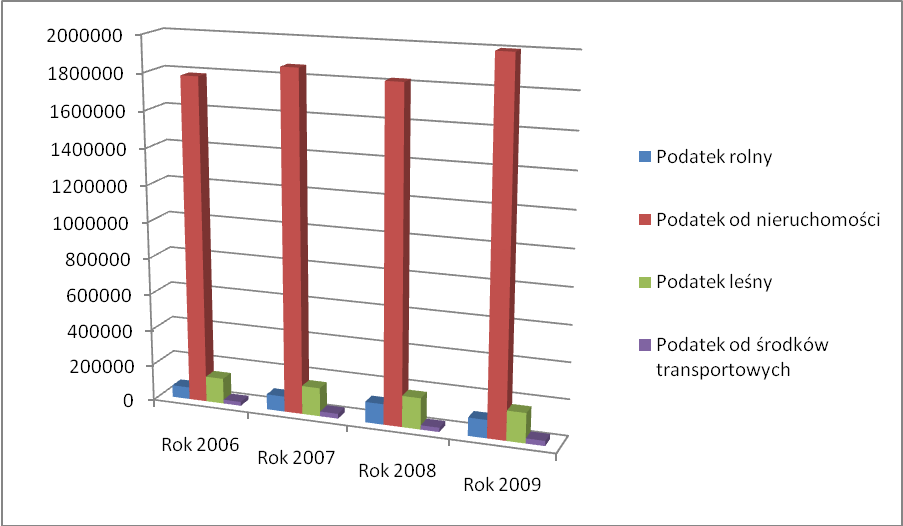 2000000
1800000
1600000
1400000
1200000
1000000
800000
600000
400000
200000
0
Rok 2006
Rok 2007
Rok 2008
Rok 2009
Podatek rolny
Podatek od nieruchomości
Podatek leśny
Podatek od środków
transportowych